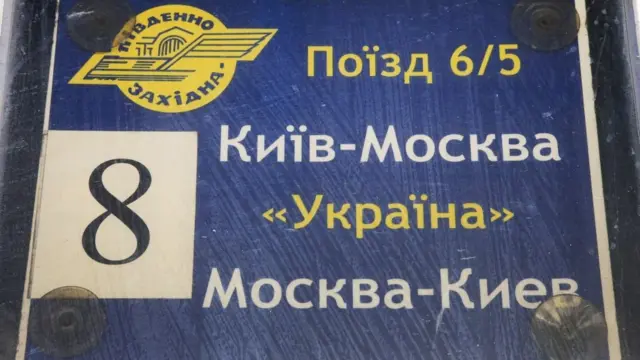 ПІВДЕННО
ЗАХІДНА
Поїзд 6/5
8
Київ-Москва
«Україна»
Москва-Киев